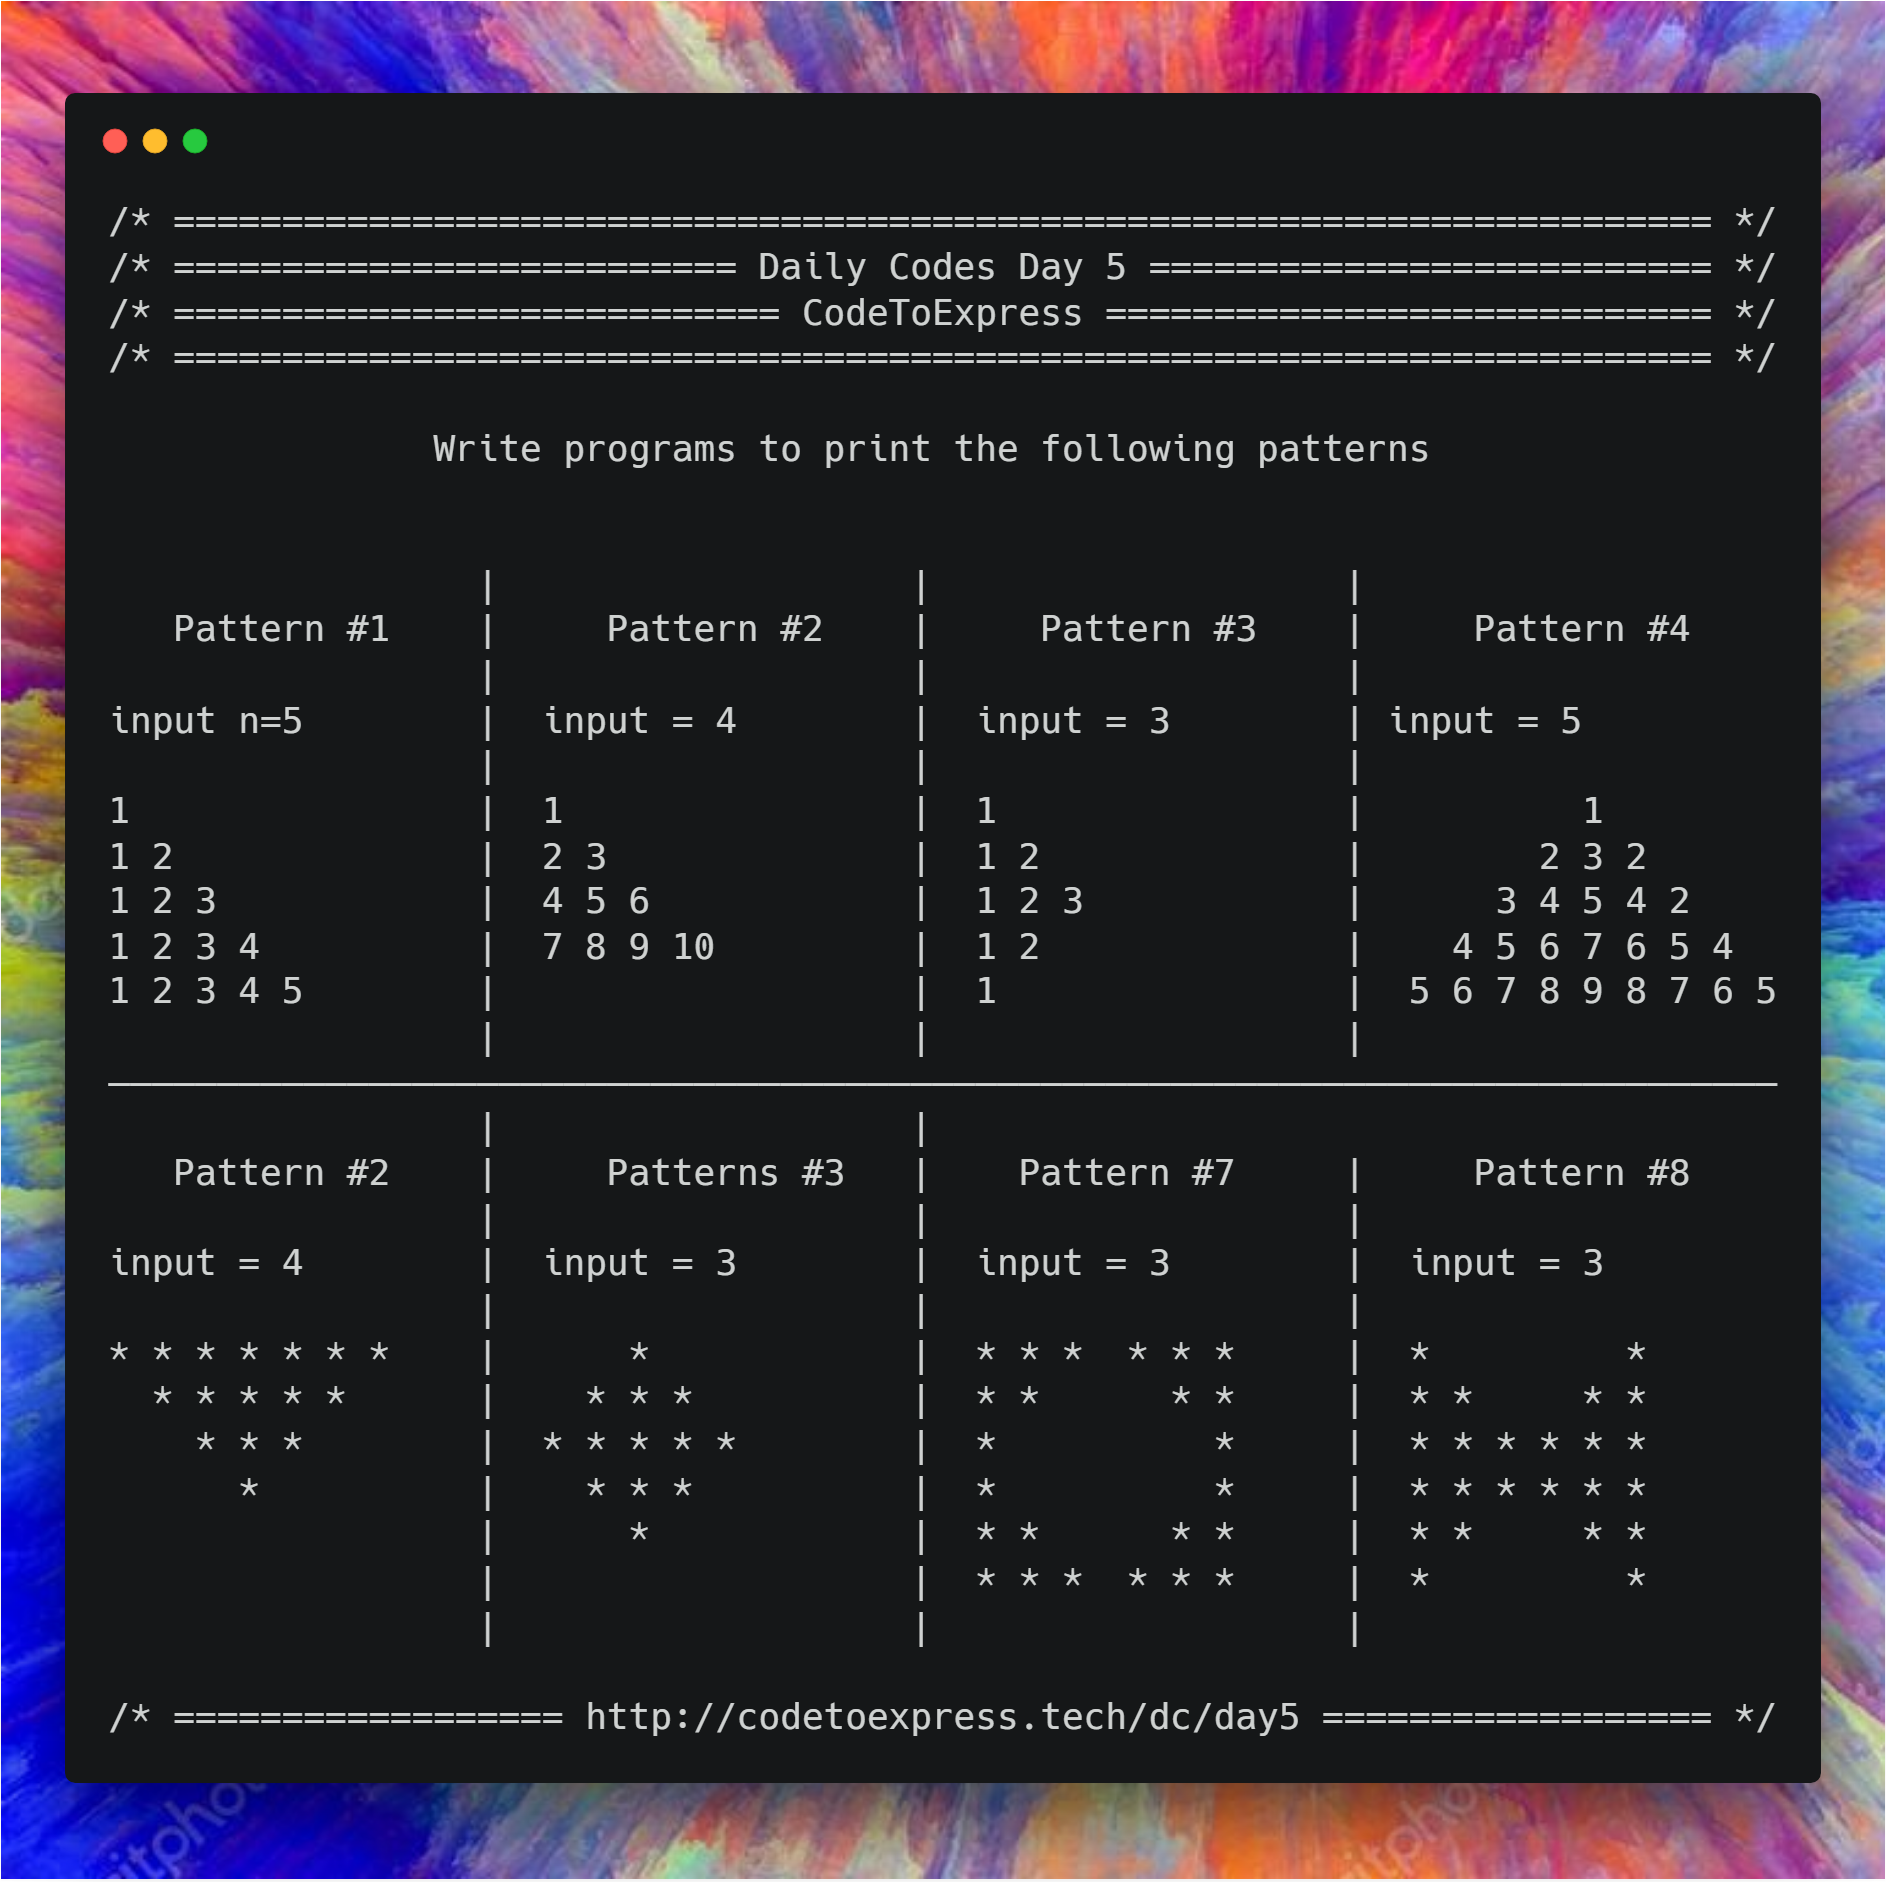 /* ======================================================================= */
/* ========================== Daily Codes Day 5 ========================== */
/* ============================ CodeToExpress ============================ */
/* ======================================================================= */
Write programs to print the following patterns
| | |
Pattern #1 | Pattern #2 | Pattern #3 | Pattern #4
| | |
input n=5 | input = 4 | input = 3 | input = 5
| | |
1 | 1 | 1 | 1
1 2 | 2 3 | 1 2 | 2 3 2
1 2 3 | 4 5 6 | 1 2 3 | 3 4 5 4 2
1 2 3 4 | 7 8 9 10 | 1 2 | 4 5 6 7 6 5 4
1 2 3 4 5 | | 1 | 5 6 7 8 9 8 7 6 5
| | |
_____________________________________________________________________________
| |
Pattern #2 | Patterns #3 | Pattern #7 | Pattern #8
| | |
input = 4 | input = 3 | input = 3 | input = 3
| | |
* * * * * * * | * | * * *  * * * | * *
* * * * * | * * * | * * * * | * * * *
* * * | * * * * * | * * | * * * * * *
* | * * * | * * | * * * * * *
| * | * * * * | * * * *
| | * * *  * * * | * *
| | |
/* ================== http://codetoexpress.tech/dc/day5 ================== */